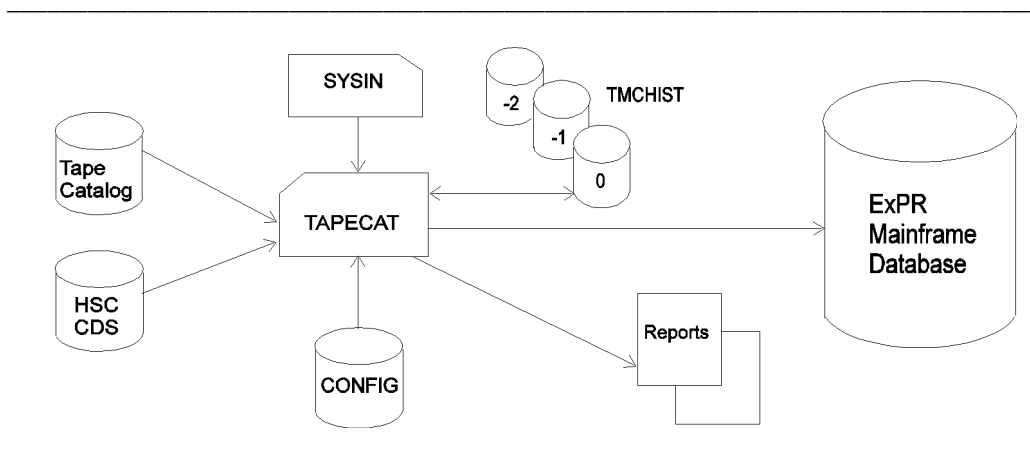 SYSIN
-2
TMCHIST
-1
0
Tape
Catalog
TAPECAT
ExPR
Mainframe
Database
HSC
CDS
Reports
CONFIG